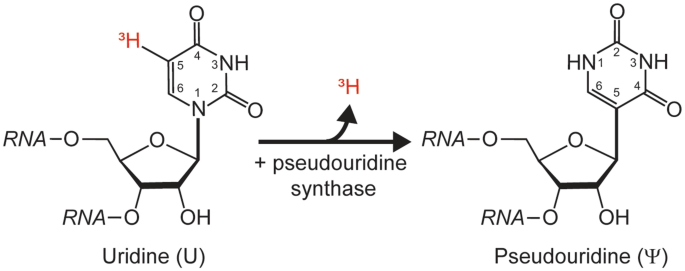 ³H
O
4
5
3
NH
6
1
N
2
O
RNA–O
O
RNA–O
OH
Uridine (U)
³H
+ pseudouridine
synthase
O
2
HN
1
3
NH
6
5
4
O
RNA–O
O
RNA–O
OH
Pseudouridine (Ψ)